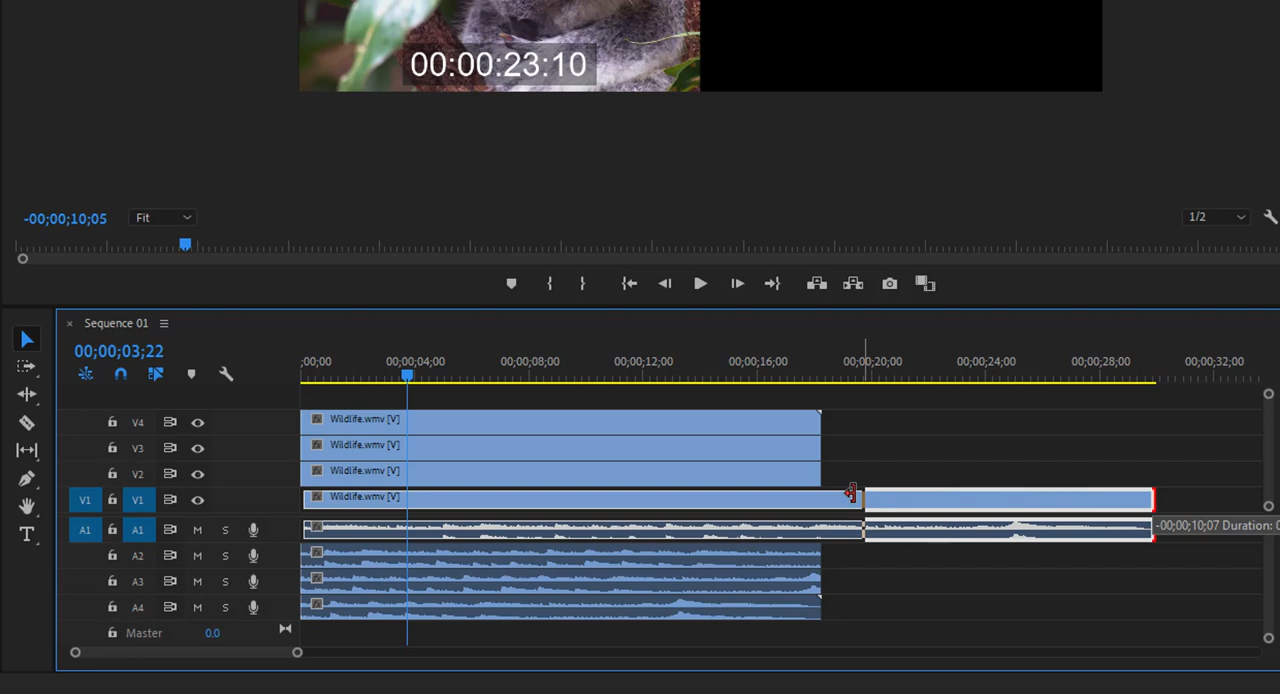 00:00:23:10
-00;00;10;05 Fit 1/2
× Sequence 01
00;00;03;22
;00;00 00;00;04;00 00;00;08;00 00;00;12;00 00;00;16;00 00;00;20;00 00;00;24;00 00;00;28;00 00;00;32;00
V4 Wildlife.wmv [V]
V3 Wildlife.wmv [V]
V2 Wildlife.wmv [V]
V1 V1 Wildlife.wmv [V]
A1 A1 M S -00;00;10;07 Duration:
A2 M S
A3 M S
A4 M S
Master 0.0
T